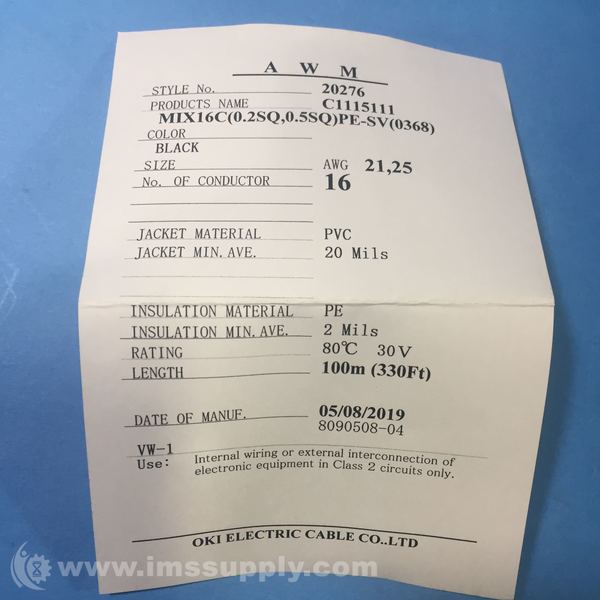 A W M
STYLE No. 20276
PRODUCTS NAME C1115111
MIX16C(0.2SQ,0.5SQ)PE-SV(0368)
COLOR
BLACK
SIZE AWG 21,25
No. OF CONDUCTOR 16
JACKET MATERIAL PVC
JACKET MIN. AVE. 20 Mils
INSULATION MATERIAL PE
INSULATION MIN. AVE. 2 Mils
RATING 80℃ 30V
LENGTH 100m (330Ft)
DATE OF MANUF. 05/08/2019
8090508-04
VW-1
Use: Internal wiring or external interconnection of
electronic equipment in Class 2 circuits only.
OKI ELECTRIC CABLE CO.,LTD
www.imssupply.com